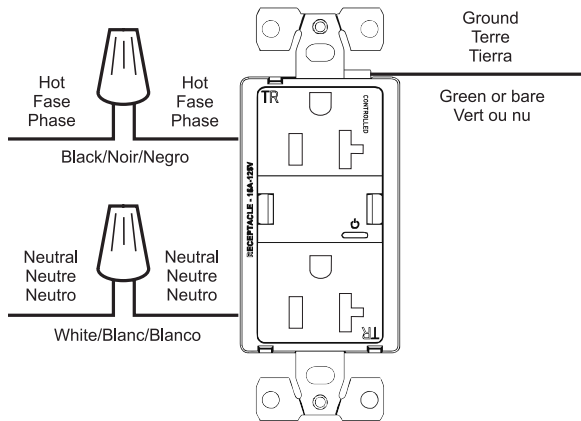 Ground
Terre
Tierra
Green or bare
Vert ou nu
Hot
Fase
Phase
Hot
Fase
Phase
Black/Noir/Negro
Neutral
Neutre
Neutro
Neutral
Neutre
Neutro
White/Blanc/Blanco
TR
CONTROLLED
RECEPTACLE - 15A-125V
TR